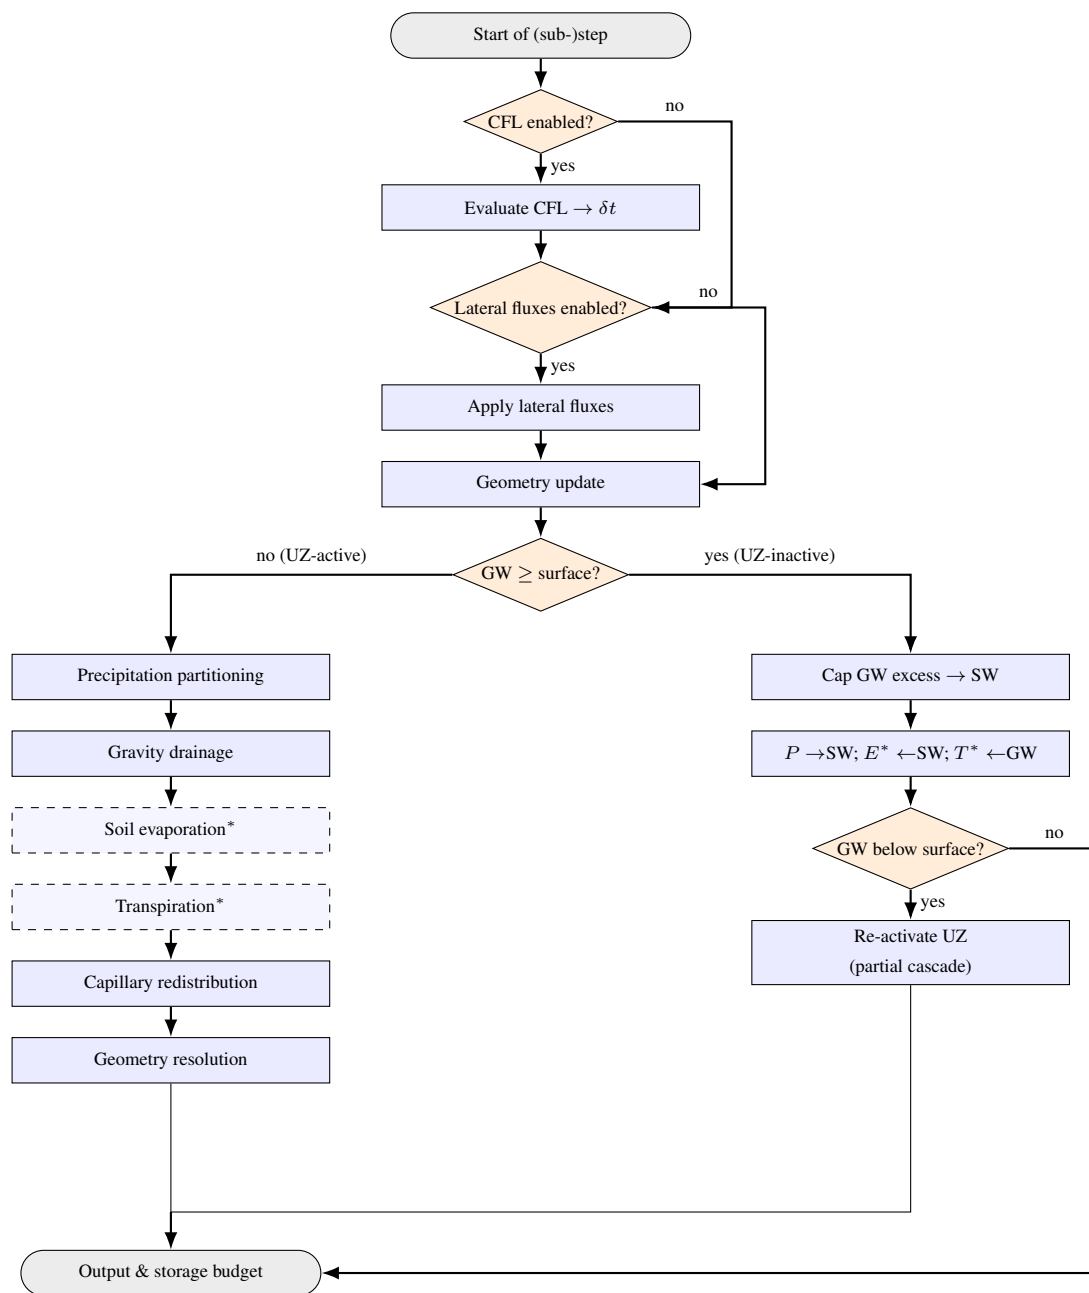 Start of (sub-)step
CFL enabled?
no
yes
Evaluate CFL → δt
Lateral fluxes enabled?
no
yes
Apply lateral fluxes
Geometry update
no (UZ-active)
GW ≥ surface?
yes (UZ-inactive)
Precipitation partitioning
Gravity drainage
Soil evaporation*
Transpiration*
Capillary redistribution
Geometry resolution
Cap GW excess → SW
P →SW; E* ←SW; T* ←GW
GW below surface?
no
yes
Re-activate UZ
(partial cascade)
Output & storage budget